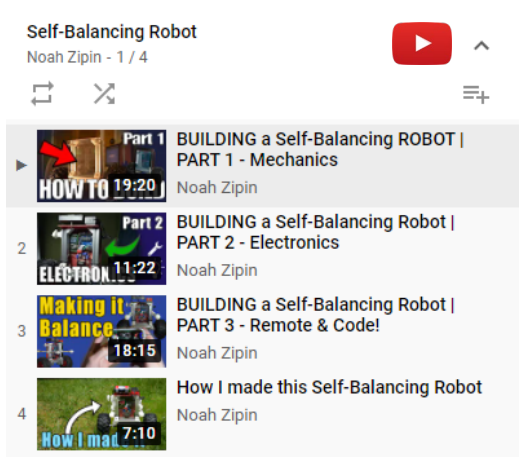 Self-Balancing Robot
Noah Zipin - 1 / 4
Part 1
HOW TO
19:20
BUILDING a Self-Balancing ROBOT |
PART 1 - Mechanics
Noah Zipin
2
Part 2
11:22
BUILDING a Self-Balancing Robot |
PART 2 - Electronics
Noah Zipin
3
Making it
Balance
18:15
BUILDING a Self-Balancing Robot |
PART 3 - Remote & Code!
Noah Zipin
4
How I
7:10
How I made this Self-Balancing Robot
Noah Zipin